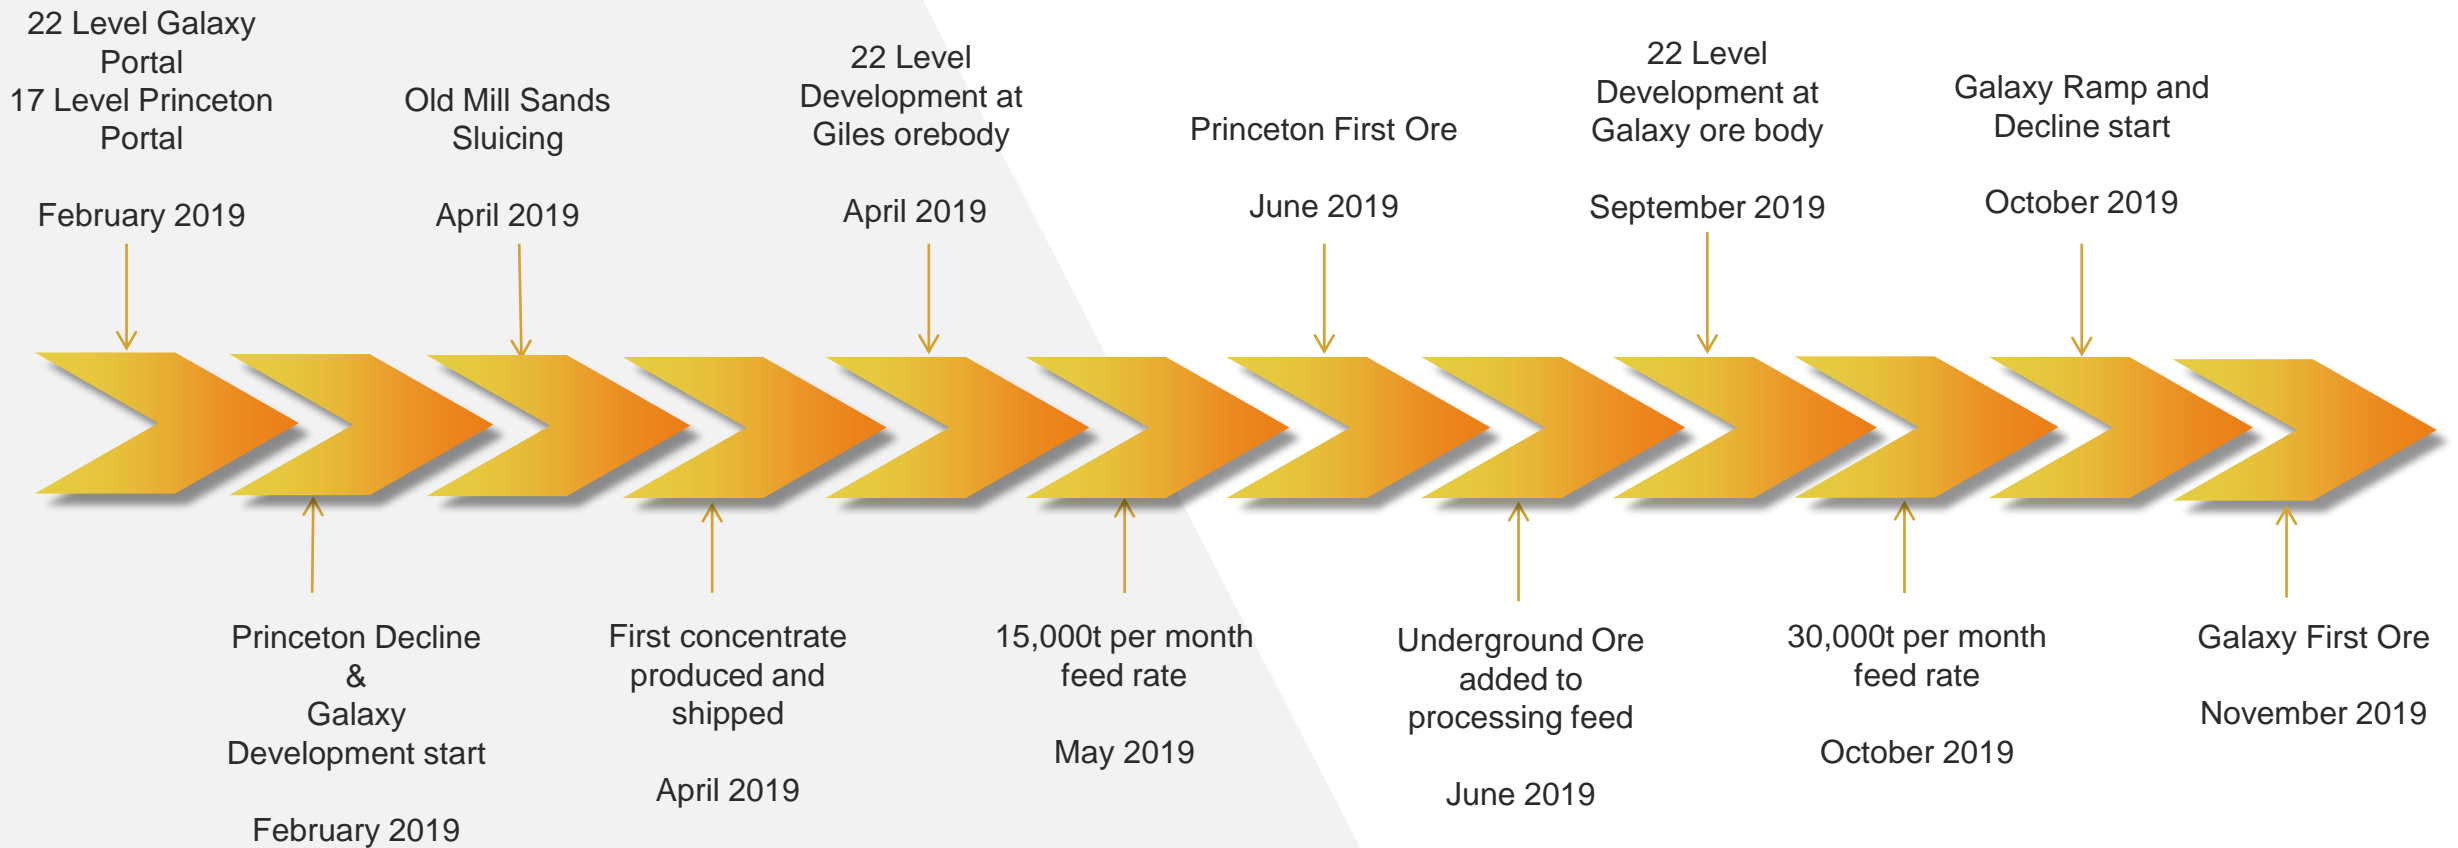 22 Level Galaxy
Portal
17 Level Princeton
Portal
February 2019
Old Mill Sands
Sluicing
April 2019
22 Level
Development at
Giles orebody
April 2019
Princeton First Ore
June 2019
22 Level
Development at
Galaxy ore body
September 2019
Galaxy Ramp and
Decline start
October 2019
Princeton Decline
&
Galaxy
Development start
February 2019
First concentrate
produced and
shipped
April 2019
15,000t per month
feed rate
May 2019
Underground Ore
added to
processing feed
June 2019
30,000t per month
feed rate
October 2019
Galaxy First Ore
November 2019